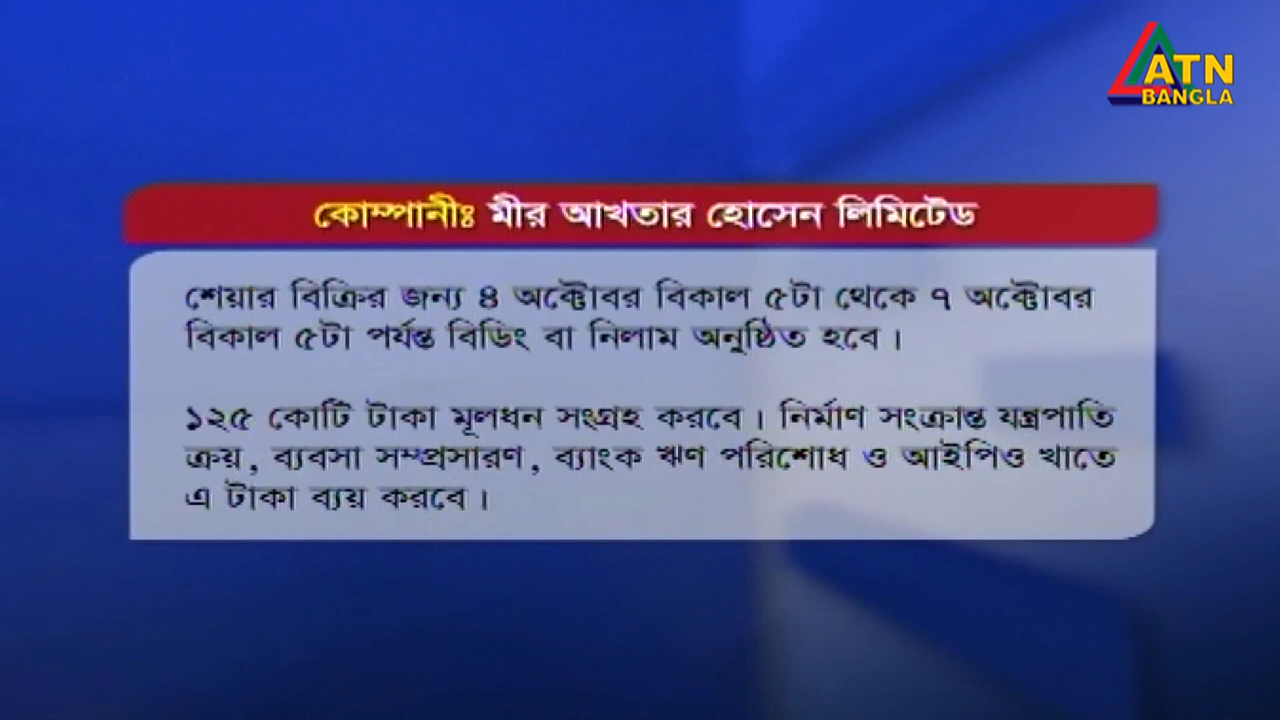 ATN
BANGLA
কোম্পানীঃ মীর আখতার হোসেন লিমিটেড
শেয়ার বিক্রির জন্য ৪ অক্টোবর বিকাল ৫টা থেকে ৭ অক্টোবর
বিকাল ৫টা পর্যন্ত বিডিং বা নিলাম অনুষ্ঠিত হবে।
১২৫ কোটি টাকা মূলধন সংগ্রহ করবে। নির্মাণ সংক্রান্ত যন্ত্রপাতি
ক্রয়, ব্যবসা সম্প্রসারণ, ব্যাংক ঋণ পরিশোধ ও আইপিও খাতে
এ টাকা ব্যয় করবে।